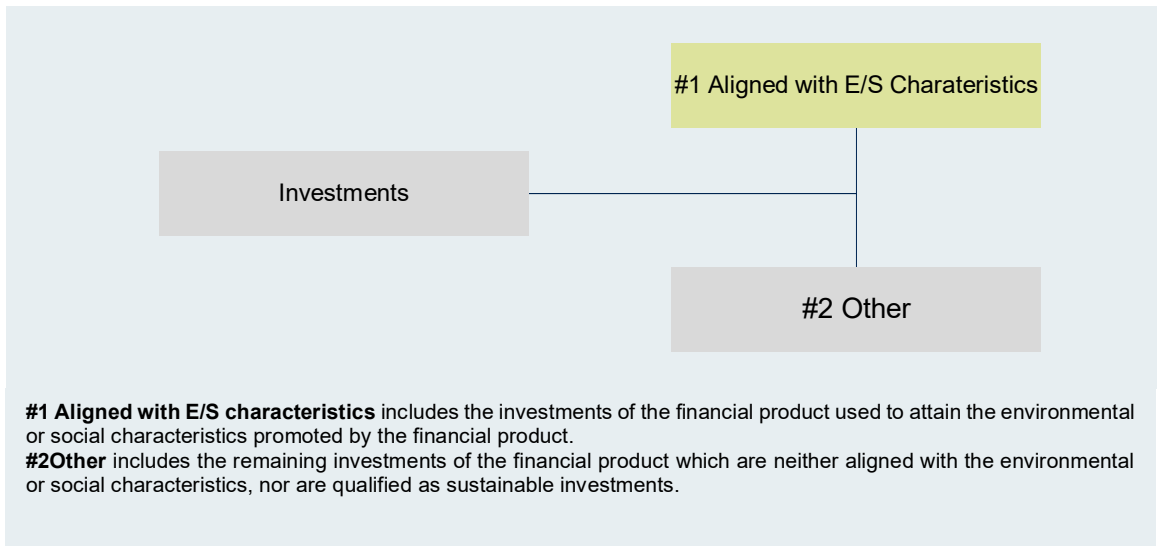 #1 Aligned with E/S Charateristics
Investments
#2 Other
#1 Aligned with E/S characteristics includes the investments of the financial product used to attain the environmental
or social characteristics promoted by the financial product.
#2Other includes the remaining investments of the financial product which are neither aligned with the environmental
or social characteristics, nor are qualified as sustainable investments.